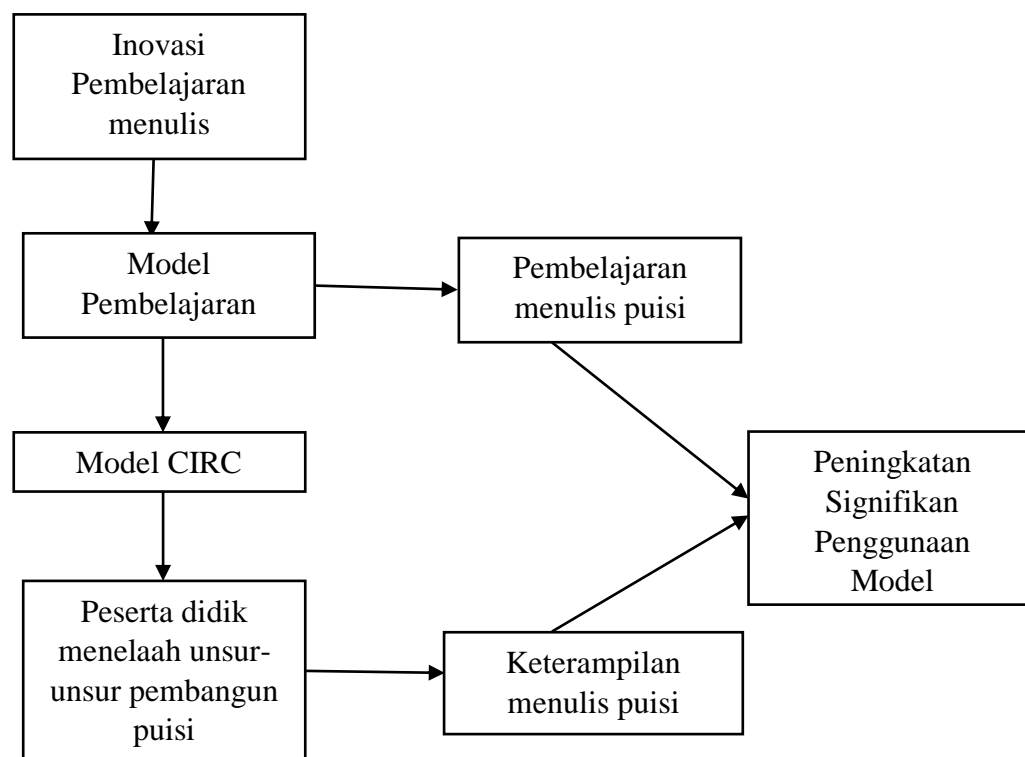 Inovasi
Pembelajaran
menulis
Model
Pembelajaran
Pembelajaran
menulis puisi
Model CIRC
Peningkatan
Signifikan
Penggunaan
Model
Peserta didik
menelaah unsur-
unsur pembangun
puisi
Keterampilan
menulis puisi